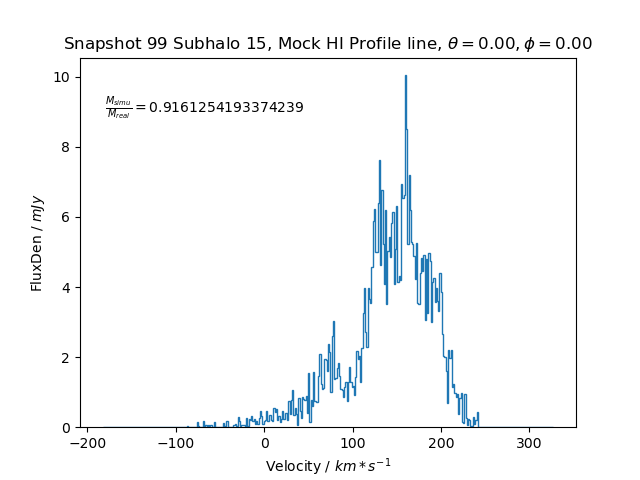 Snapshot 99 Subhalo 15, Mock HI Profile line, θ = 0.00, ϕ = 0.00
M_simu/M_real = 0.9161254193374239
FluxDen / mJy
10
8
6
4
2
0
−200 −100 0 100 200 300
Velocity / km * s⁻¹